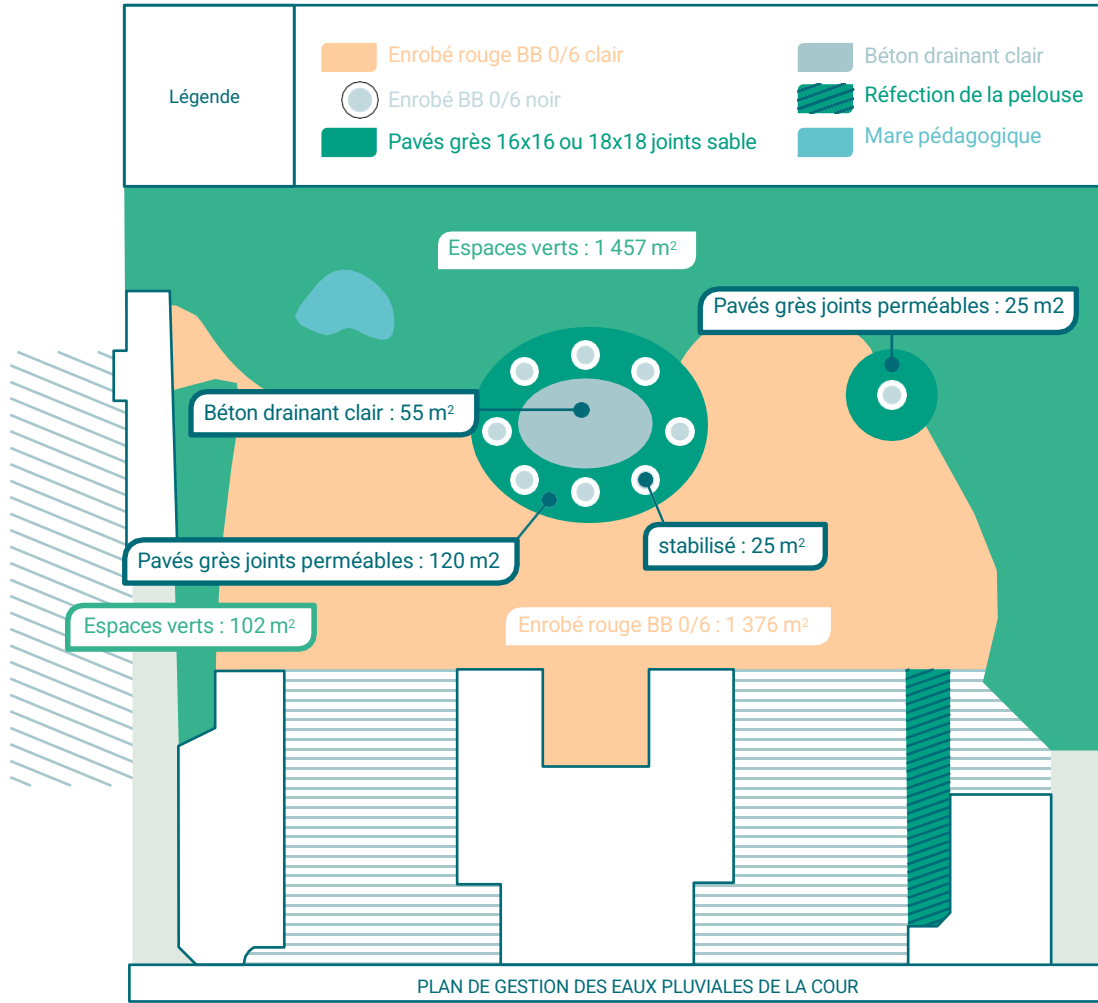 Légende
Enrobé rouge BB 0/6 clair
Enrobé BB 0/6 noir
Pavés grès 16x16 ou 18x18 joints sable
Béton drainant clair
Réfection de la pelouse
Mare pédagogique
Espaces verts : 1 457 m²
Pavés grès joints perméables : 25 m2
Béton drainant clair : 55 m²
Pavés grès joints perméables : 120 m2
stabilisé : 25 m²
Espaces verts : 102 m²
Enrobé rouge BB 0/6 : 1 376 m²
PLAN DE GESTION DES EAUX PLUVIALES DE LA COUR